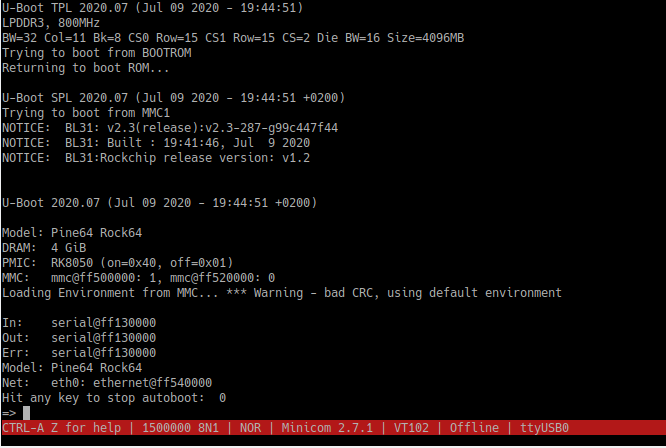 U-Boot TPL 2020.07 (Jul 09 2020 - 19:44:51)
LPDDR3, 800MHz
BW=32 Col=11 Bk=8 CS0 Row=15 CS1 Row=15 CS=2 Die BW=16 Size=4096MB
Trying to boot from BOOTROM
Returning to boot ROM...
U-Boot SPL 2020.07 (Jul 09 2020 - 19:44:51 +0200)
Trying to boot from MMC1
NOTICE:  BL31: v2.3(release):v2.3-287-g99c447f44
NOTICE:  BL31: Built : 19:41:46, Jul  9 2020
NOTICE:  BL31:Rockchip release version: v1.2
U-Boot 2020.07 (Jul 09 2020 - 19:44:51 +0200)
Model: Pine64 Rock64
DRAM:  4 GiB
PMIC:  RK8050 (on=0x40, off=0x01)
MMC:   mmc@ff500000: 1, mmc@ff520000: 0
Loading Environment from MMC... *** Warning - bad CRC, using default environment
In:    serial@ff130000
Out:   serial@ff130000
Err:   serial@ff130000
Model: Pine64 Rock64
Net:   eth0: ethernet@ff540000
Hit any key to stop autoboot:  0
=>
CTRL-A Z for help | 1500000 8N1 | NOR | Minicom 2.7.1 | VT102 | Offline | ttyUSB0